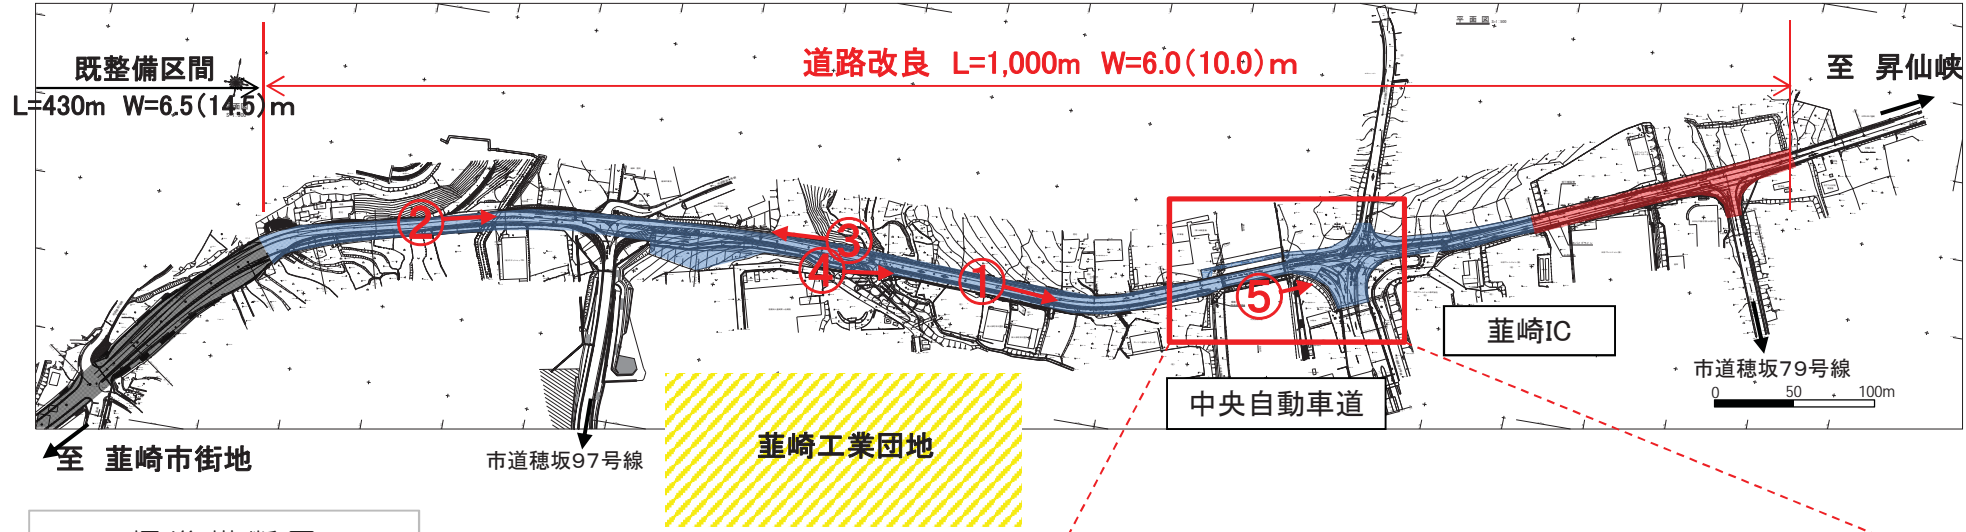 平面図
道路改良 L=1,000m W=6.0(10.0)m
既整備区間
L=430m W=6.5(14.5)m
至 昇仙峡
②
③
④
①
⑤
韮崎IC
市道穂坂79号線
0 50 100m
中央自動車道
韮崎工業団地
至 韮崎市街地
市道穂坂97号線